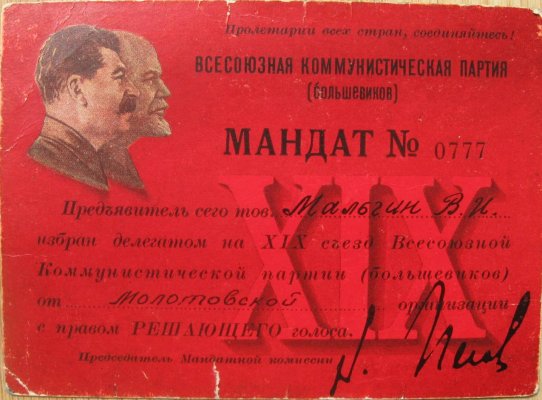 Пролетарии всех стран, соединяйтесь!
ВСЕСОЮЗНАЯ КОММУНИСТИЧЕСКАЯ ПАРТИЯ
(большевиков)
МАНДАТ № 0777
XIX
Предъявитель сего тов. Мальгин В.И.
избран делегатом на XIX съезд Всесоюзной
Коммунистической партии (большевиков)
от Молотовской организации
с правом РЕШАЮЩЕГО голоса.
Председатель Мандатной комиссии